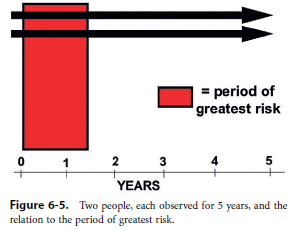 = period of
greatest risk
0 1 2 3 4 5
YEARS
Figure 6-5. Two people, each observed for 5 years, and the
relation to the period of greatest risk.